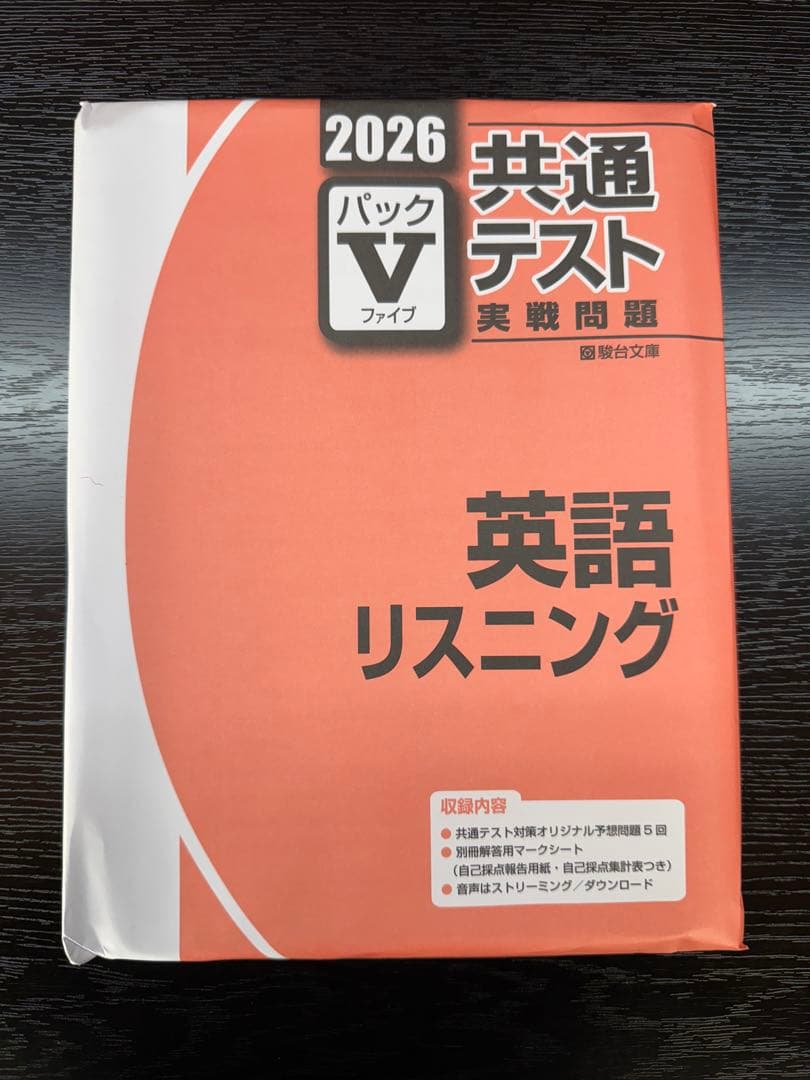 2026
パック
V
ファイブ
共通
テスト
実戦問題
駿台文庫
英語
リスニング
収録内容
● 共通テスト対策オリジナル予想問題5回
● 別冊解答用マークシート
(自己採点報告用紙・自己採点集計表つき)
● 音声はストリーミング/ダウンロード